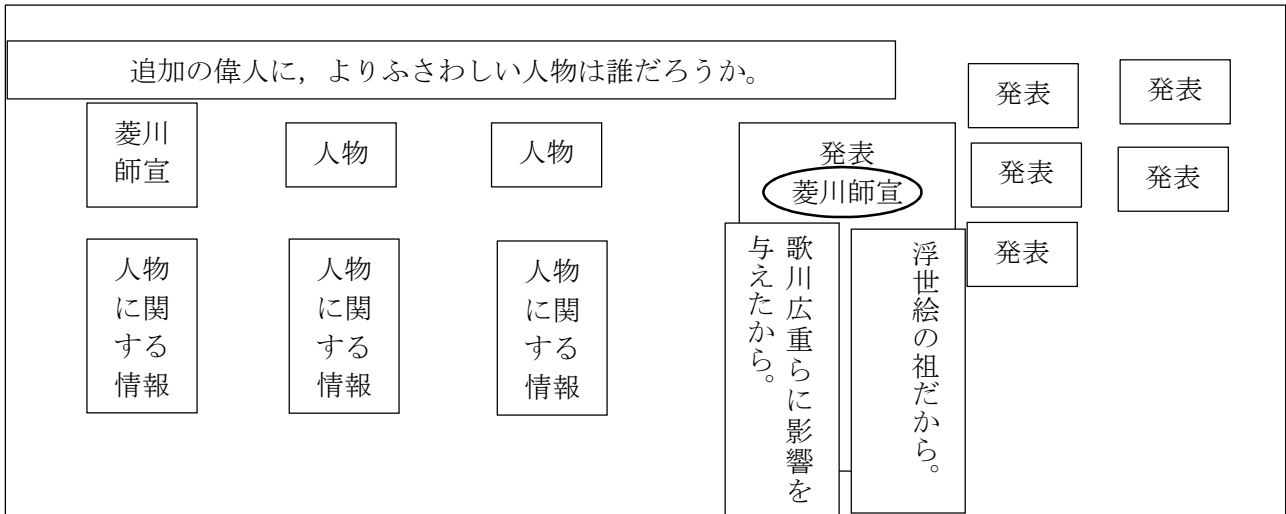 追加の偉人に，よりふさわしい人物は誰だろうか。
菱川
師宣
人物
人物
人物
に関
する
情報
人物
に関
する
情報
人物
に関
する
情報
発表
菱川師宣
浮世絵の祖だから。
歌川広重らに影響を
与えたから。
発表
発表
発表
発表
発表